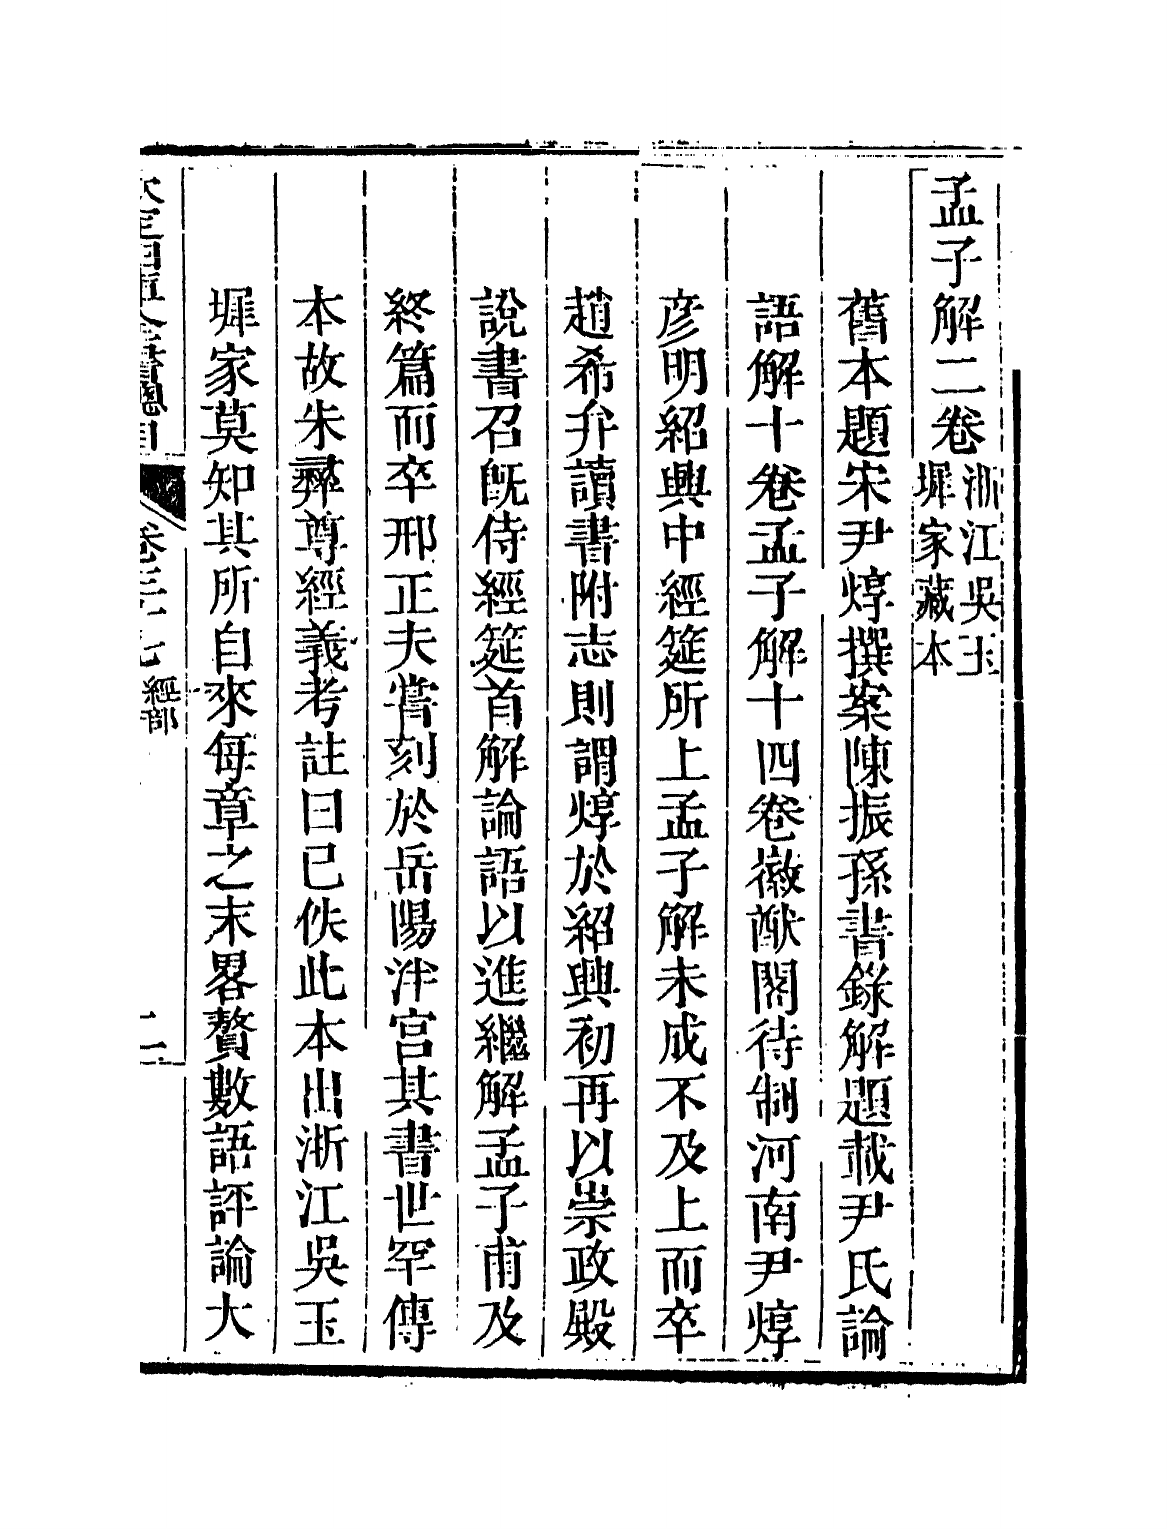 孟子解二卷浙江吳玉
墀家藏本
舊本題宋尹焞撰案陳振孫書錄解題載尹氏論
語解十卷孟子解十四卷徽猷閣待制河南尹焞
彥明紹興中經筵所上孟子解未成不及上而卒
趙希弁讀書附志則謂焞於紹興初再以崇政殿
說書召旣侍經筵首解論語以進繼解孟子甫及
終篇而卒邢正夫嘗刻於岳陽泮宮其書世罕傳
本故朱彝尊經義考註曰已佚此本出浙江吳玉
墀家莫知其所自來每章之末畧贅數語評論大
欽定四庫全書總目 卷三十七 經部 二